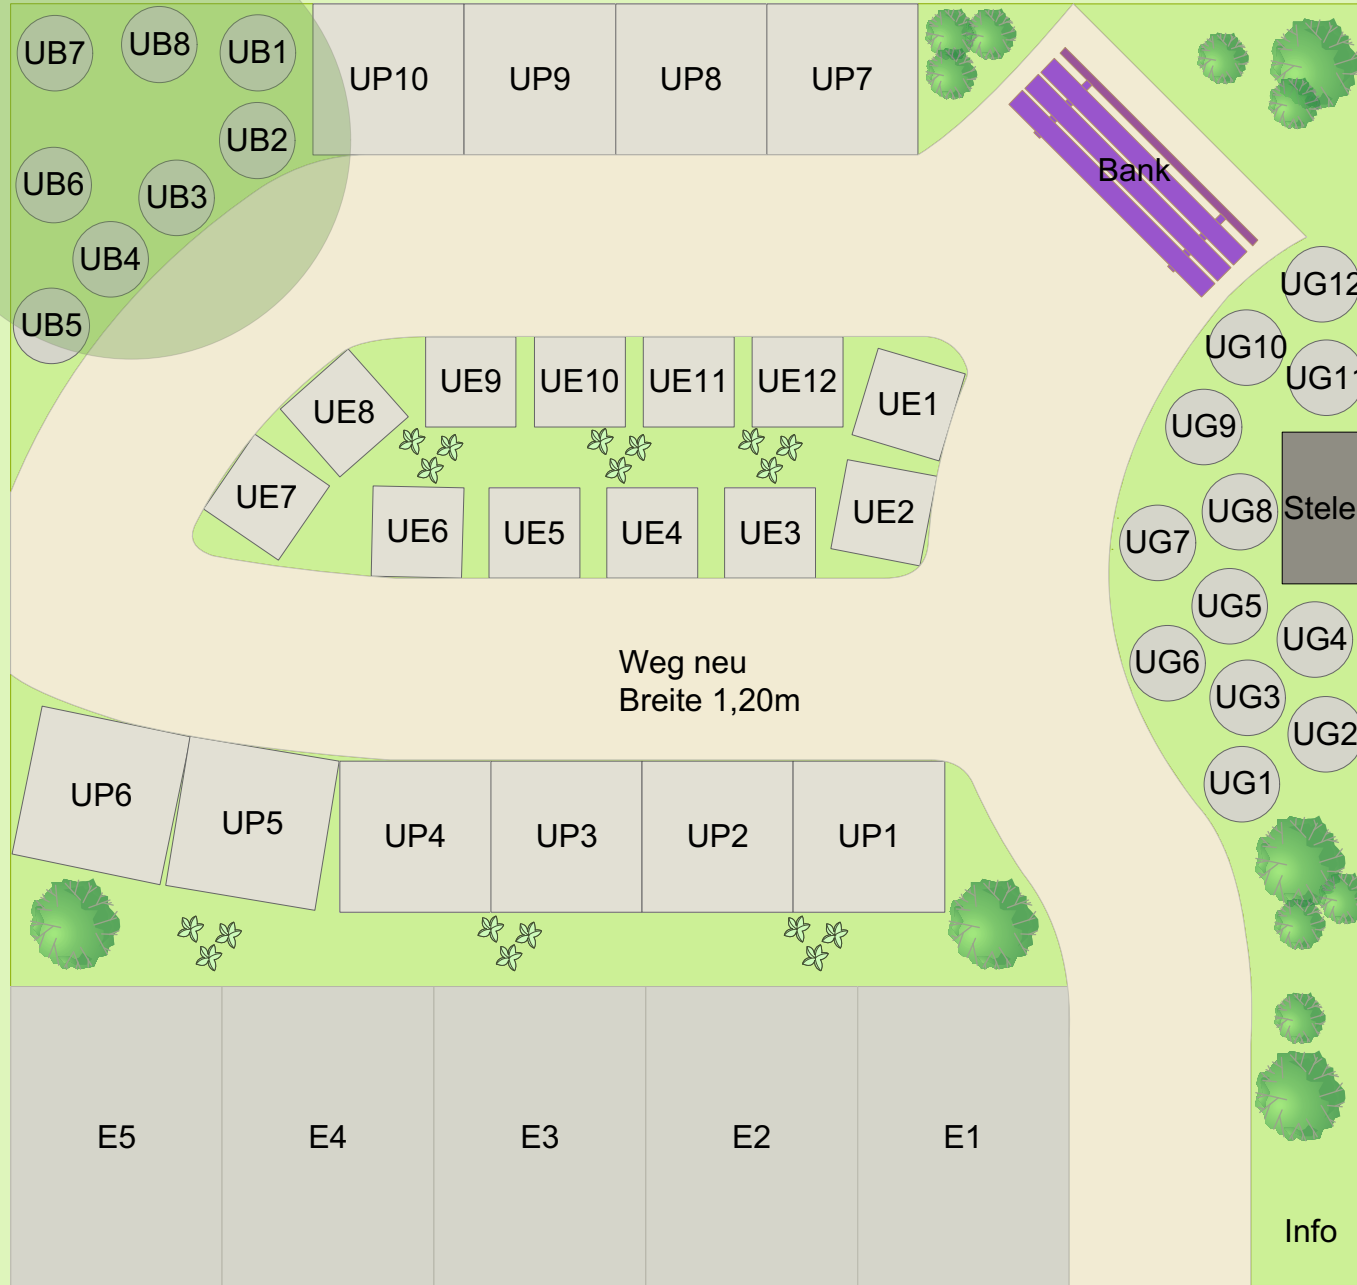 UB7 UB8 UB1 UP10 UP9 UP8 UP7
UB2
Bank
UB6 UB3
UB4
UB5
UG12
UG10
UG11
UE8 UE9 UE10 UE11 UE12 UE1
UG9
UE7 UE6 UE5 UE4 UE3 UE2
UG8 Stele
UG7
UG5
UG4
Weg neu
Breite 1,20m
UG6
UG3
UG2
UG1
UP6 UP5 UP4 UP3 UP2 UP1
E5 E4 E3 E2 E1
Info